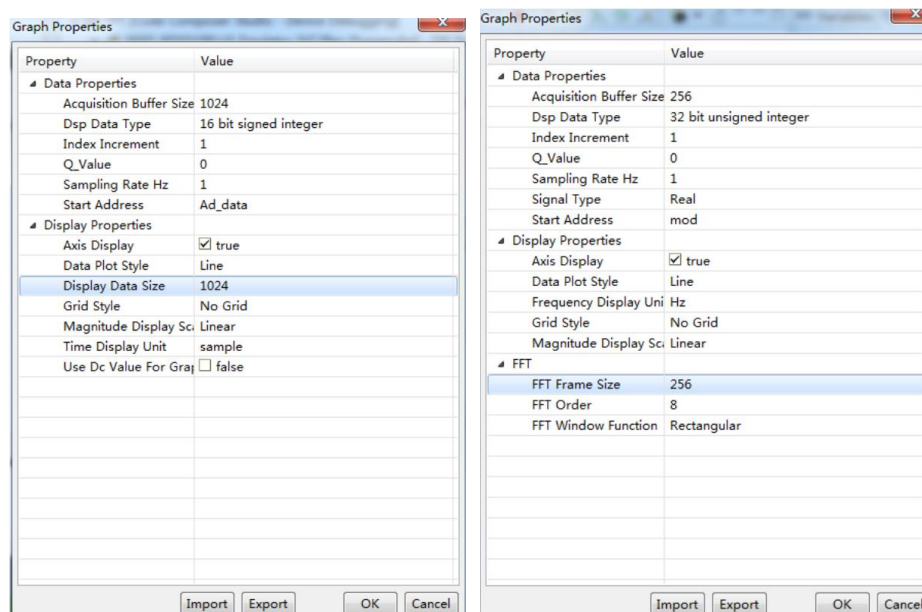 Graph Properties
Property Value
Data Properties
Acquisition Buffer Size 1024
Dsp Data Type 16 bit signed integer
Index Increment 1
Q_Value 0
Sampling Rate Hz 1
Start Address Ad_data
Display Properties
Axis Display true
Data Plot Style Line
Display Data Size 1024
Grid Style No Grid
Magnitude Display Sca Linear
Time Display Unit sample
Use Dc Value For Grap false
Import Export OK Cancel
Graph Properties
Property Value
Data Properties
Acquisition Buffer Size 256
Dsp Data Type 32 bit unsigned integer
Index Increment 1
Q_Value 0
Sampling Rate Hz 1
Signal Type Real
Start Address mod
Display Properties
Axis Display true
Data Plot Style Line
Frequency Display Uni Hz
Grid Style No Grid
Magnitude Display Sca Linear
FFT
FFT Frame Size 256
FFT Order 8
FFT Window Function Rectangular
Import Export OK Cancel